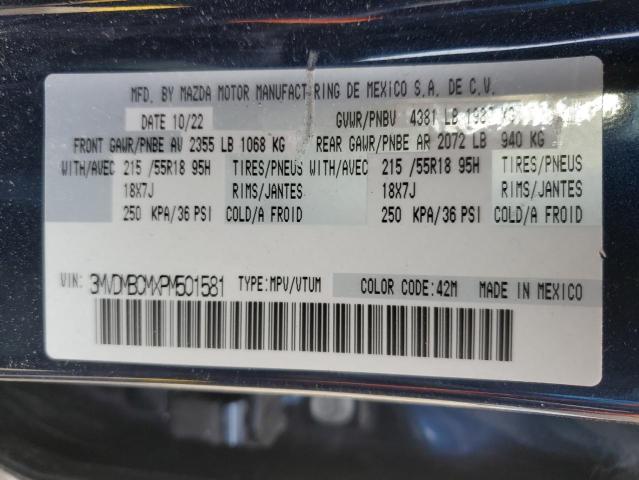 MFD. BY MAZDA MOTOR MANUFACTURING DE MEXICO S.A. DE C.V.
DATE 10/22 GVWR/PNBV 4381 LB KG
FRONT GAWR/PNBE AV 2355 LB 1068 KG REAR GAWR/PNBE AR 2072 LB 940 KG
WITH/AVEC 215 /55R18 95H TIRES/PNEUS WITH/AVEC 215 /55R18 95H TIRES/PNEUS
18X7J RIMS/JANTES 18X7J RIMS/JANTES
250 KPA/36 PSI COLD/A FROID 250 KPA/36 PSI COLD/A FROID
VIN: 3MVDMBCMXPM501581 TYPE:MPV/VTUM COLOR CODE:42M MADE IN MEXICO